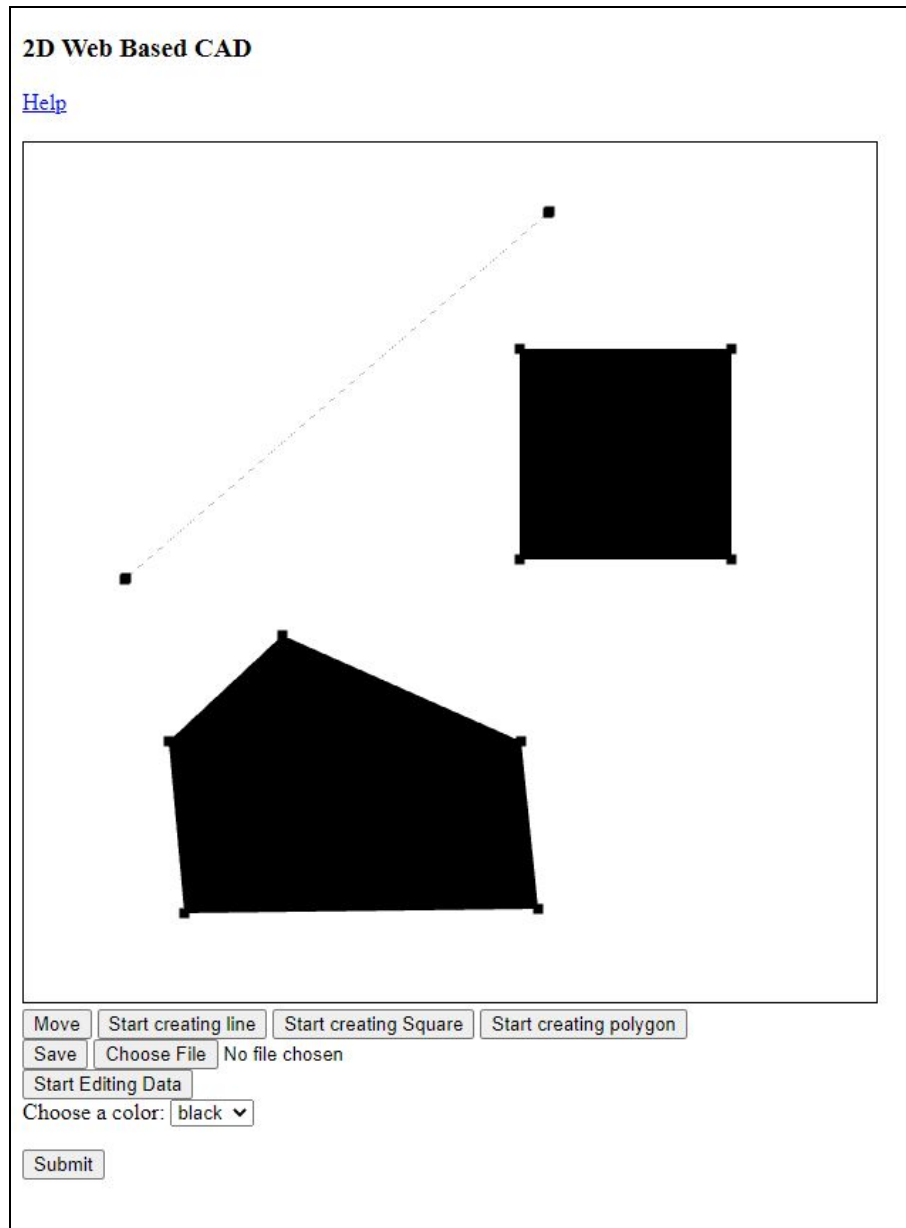 2D Web Based CAD
Help
Move Start creating line Start creating Square Start creating polygon
Save Choose File No file chosen
Start Editing Data
Choose a color: black
Submit